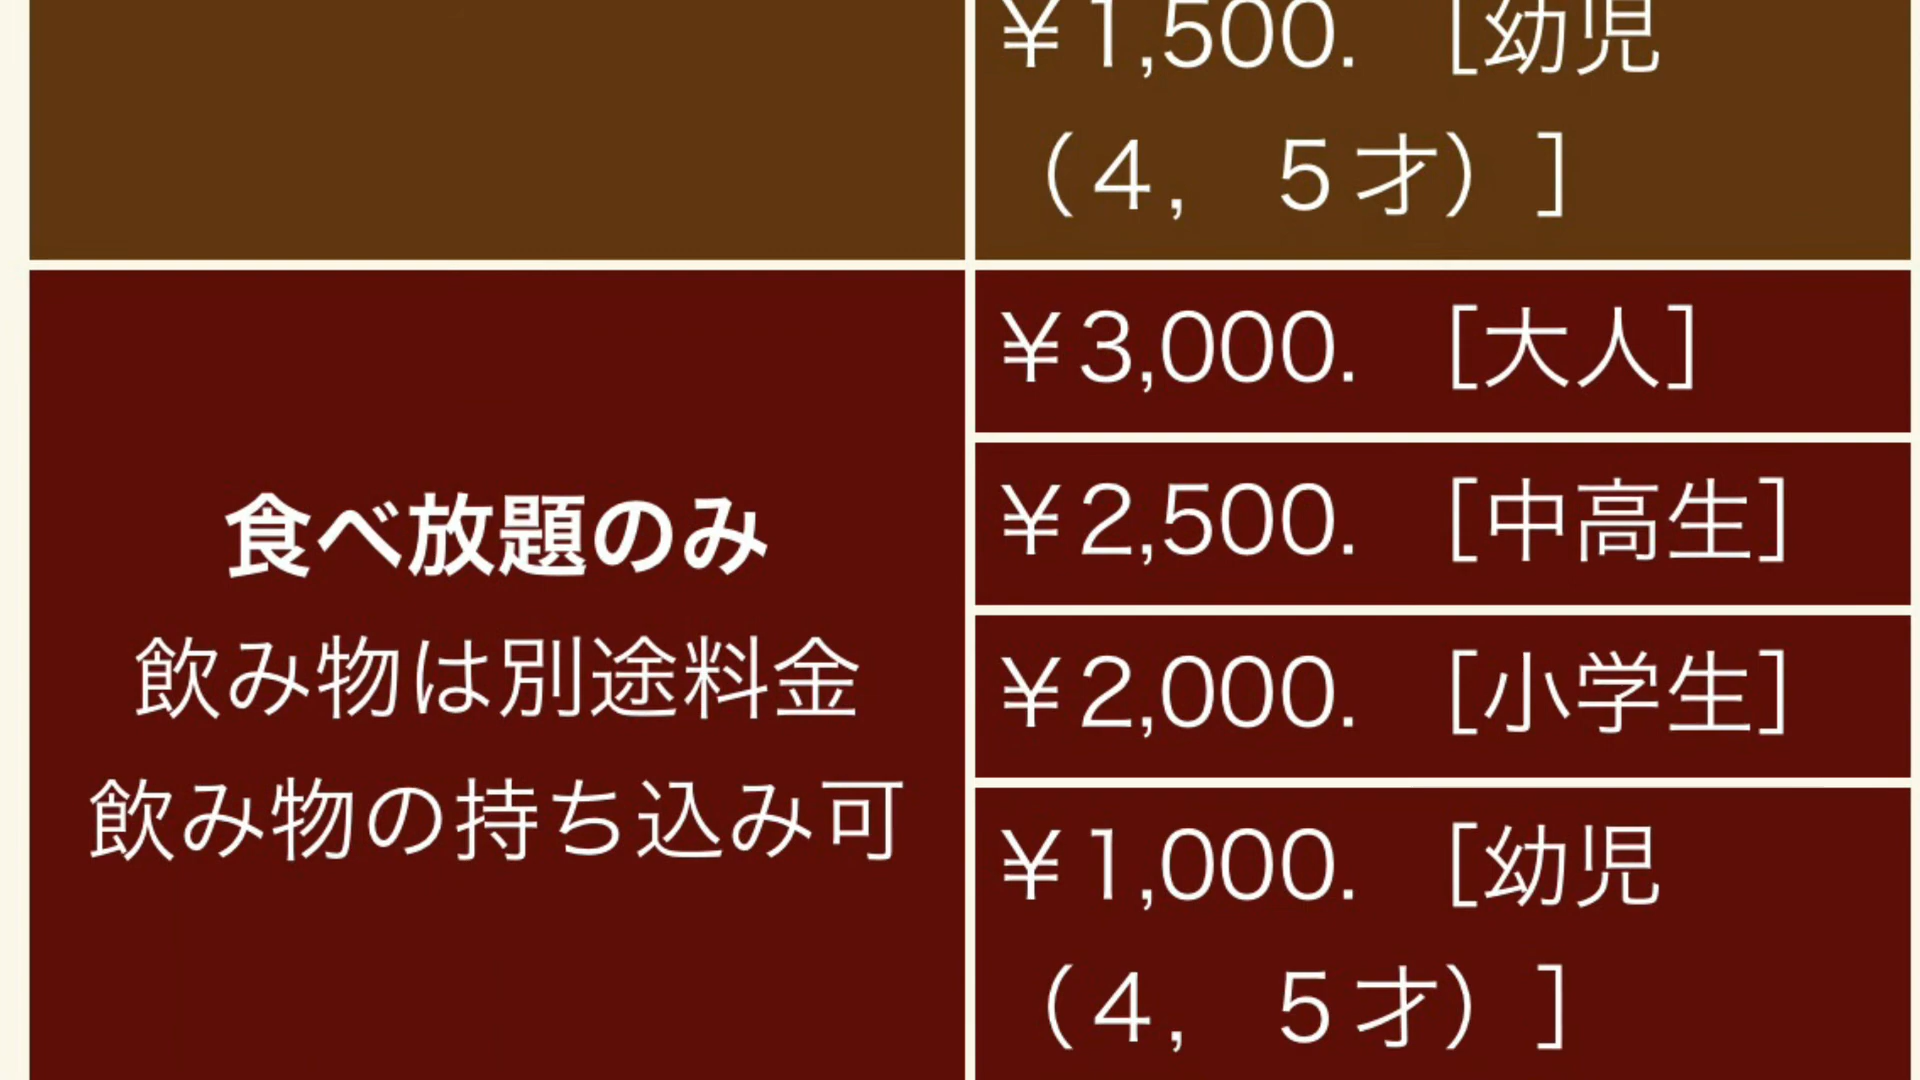 ￥1,500.　[幼児
（4,　5才）]
食べ放題のみ
飲み物は別途料金
飲み物の持ち込み可
￥3,000.　[大人]
￥2,500.　[中高生]
￥2,000.　[小学生]
￥1,000.　[幼児
（4,　5才）]